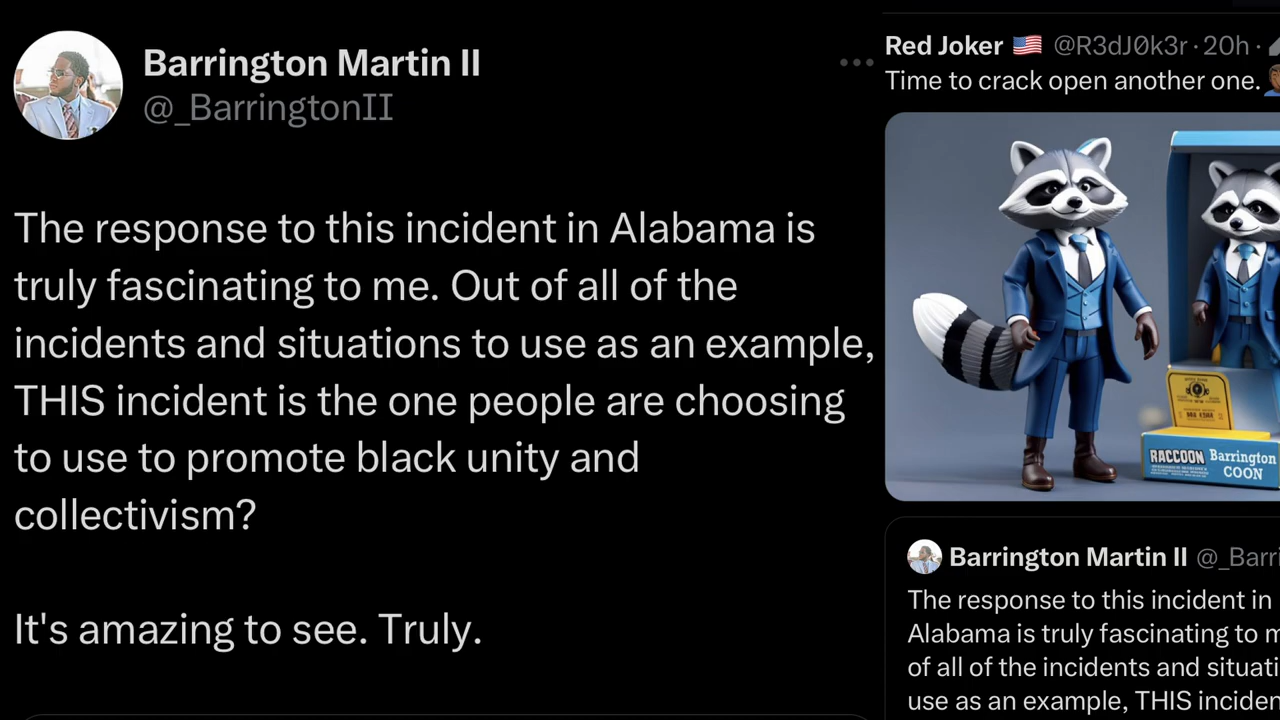 Barrington Martin II
@_BarringtonII
The response to this incident in Alabama is
truly fascinating to me. Out of all of the
incidents and situations to use as an example,
THIS incident is the one people are choosing
to use to promote black unity and
collectivism?
It's amazing to see. Truly.
Red Joker 🇺🇸 @R3dJ0k3r · 20h ·
Time to crack open another one.
RACCOON Barrington
COON
Barrington Martin II @_Barri
The response to this incident in
Alabama is truly fascinating to m
of all of the incidents and situati
use as an example, THIS inciden